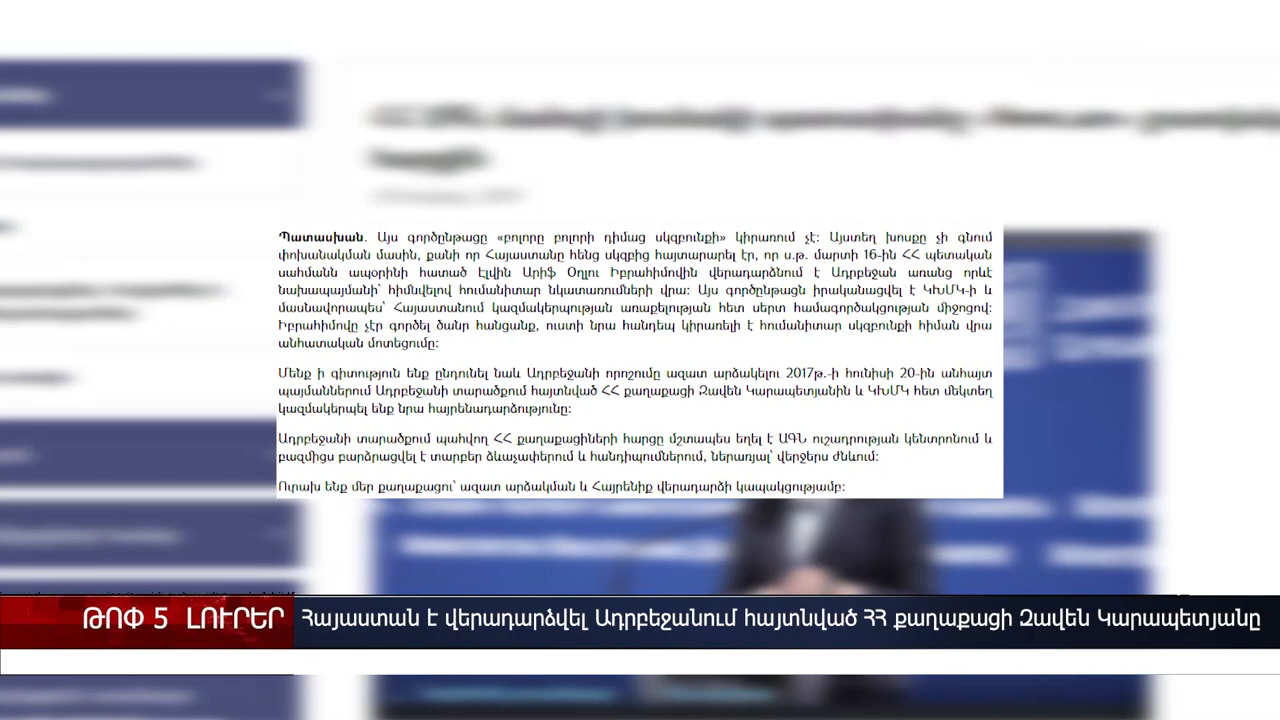 Պատասխան. Այս գործընթացը «բոլորը բոլորի դիմաց սկզբունքի» կիրառում չէ: Այստեղ խոսքը չի գնում
փոխանակման մասին, քանի որ Հայաստանը հենց սկզբից հայտարարել էր, որ ս.թ. մարտի 16-ին ՀՀ պետական
սահմանն ապօրինի հատած Էլվին Արիֆ Օղլու Իբրահիմովին վերադարձնում է Ադրբեջան առանց որևէ
նախապայմանի՝ հիմնվելով հումանիտար նկատառումների վրա: Այս գործընթացն իրականացվել է ԿԽՄԿ-ի և
մասնավորապես՝ Հայաստանում կազմակերպության առաքելության հետ սերտ համագործակցության միջոցով:
Իբրահիմովը չէր գործել ծանր հանցանք, ուստի նրա հանդեպ կիրառելի է հումանիտար սկզբունքի հիման վրա
անհատական մոտեցումը:
Մենք ի գիտություն ենք ընդունել նաև Ադրբեջանի որոշումը ազատ արձակելու 2017թ.-ի հունիսի 20-ին անհայտ
պայմաններում Ադրբեջանի տարածքում հայտնված ՀՀ քաղաքացի Զավեն Կարապետյանին և ԿԽՄԿ հետ մեկտեղ
կազմակերպել ենք նրա հայրենադարձությունը:
Ադրբեջանի տարածքում պահվող ՀՀ քաղաքացիների հարցը մշտապես եղել է ԱԳՆ ուշադրության կենտրոնում և
բազմիցս բարձրացվել է տարբեր ձևաչափերում և հանդիպումներում, ներառյալ՝ վերջերս Ժնևում:
Ուրախ ենք մեր քաղաքացու՝ ազատ արձակման և Հայրենիք վերադարձի կապակցությամբ:
ԹՈՓ 5 ԼՈՒՐԵՐ
Հայաստան է վերադարձվել Ադրբեջանում հայտնված ՀՀ քաղաքացի Զավեն Կարապետյանը